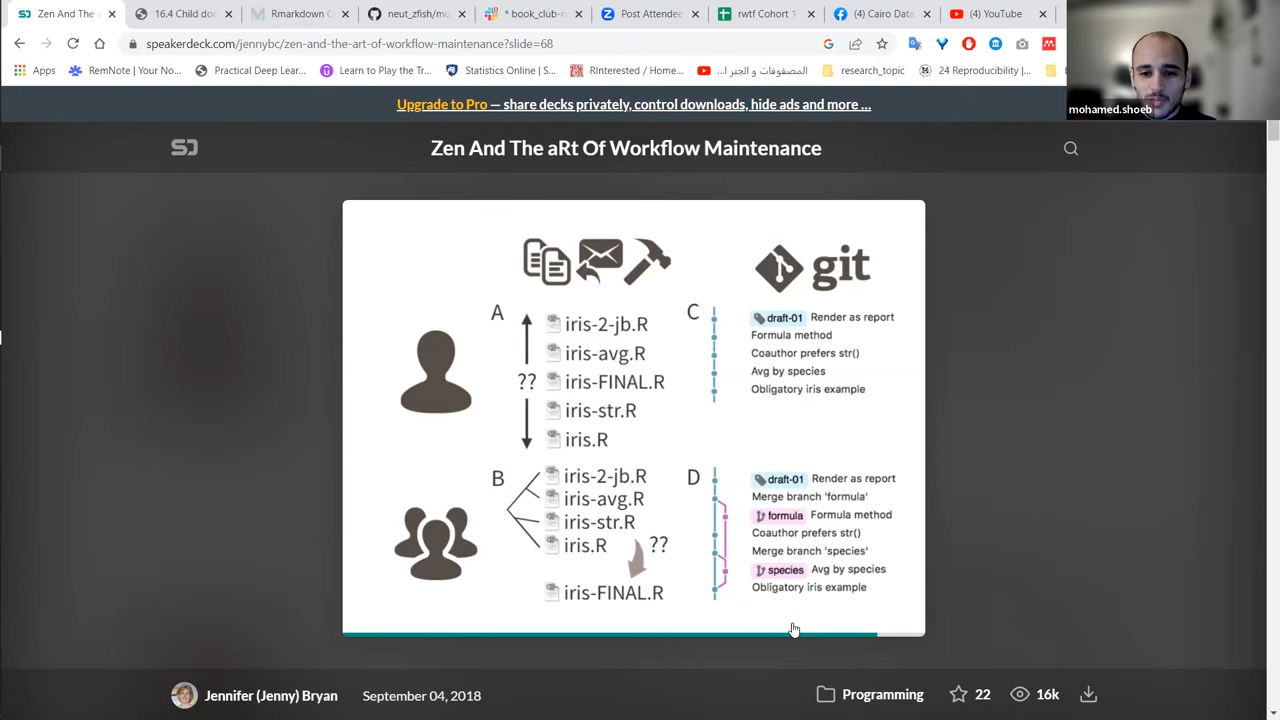 Zen And The a
16.4 Child doc
Rmarkdown C
neut_zfish/mo
* book_club-n
Post Attendee
rwtf Cohort 1
(4) Cairo Data
(4) YouTube
speakerdeck.com/jennybc/zen-and-the-art-of-workflow-maintenance?slide=68
Apps
RemNote | Your No...
Practical Deep Lear...
Learn to Play the Tr...
Statistics Online | S...
RInterested / Home...
المصفوفات و الجبر ا...
research_topic
24 Reproducibility |...
mohamed.shoeb
Upgrade to Pro — share decks privately, control downloads, hide ads and more …
Zen And The aRt Of Workflow Maintenance
git
A
iris-2-jb.R
iris-avg.R
?? iris-FINAL.R
iris-str.R
iris.R
C
draft-01 Render as report
Formula method
Coauthor prefers str()
Avg by species
Obligatory iris example
B
iris-2-jb.R
iris-avg.R
iris-str.R
iris.R ??
iris-FINAL.R
D
draft-01 Render as report
Merge branch 'formula'
formula Formula method
Coauthor prefers str()
Merge branch 'species'
species Avg by species
Obligatory iris example
Jennifer (Jenny) Bryan
September 04, 2018
Programming
22
16k